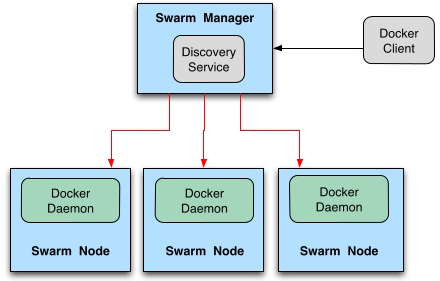 Swarm Manager
Discovery
Service
Docker
Client
Docker
Daemon
Swarm Node
Docker
Daemon
Swarm Node
Docker
Daemon
Swarm Node